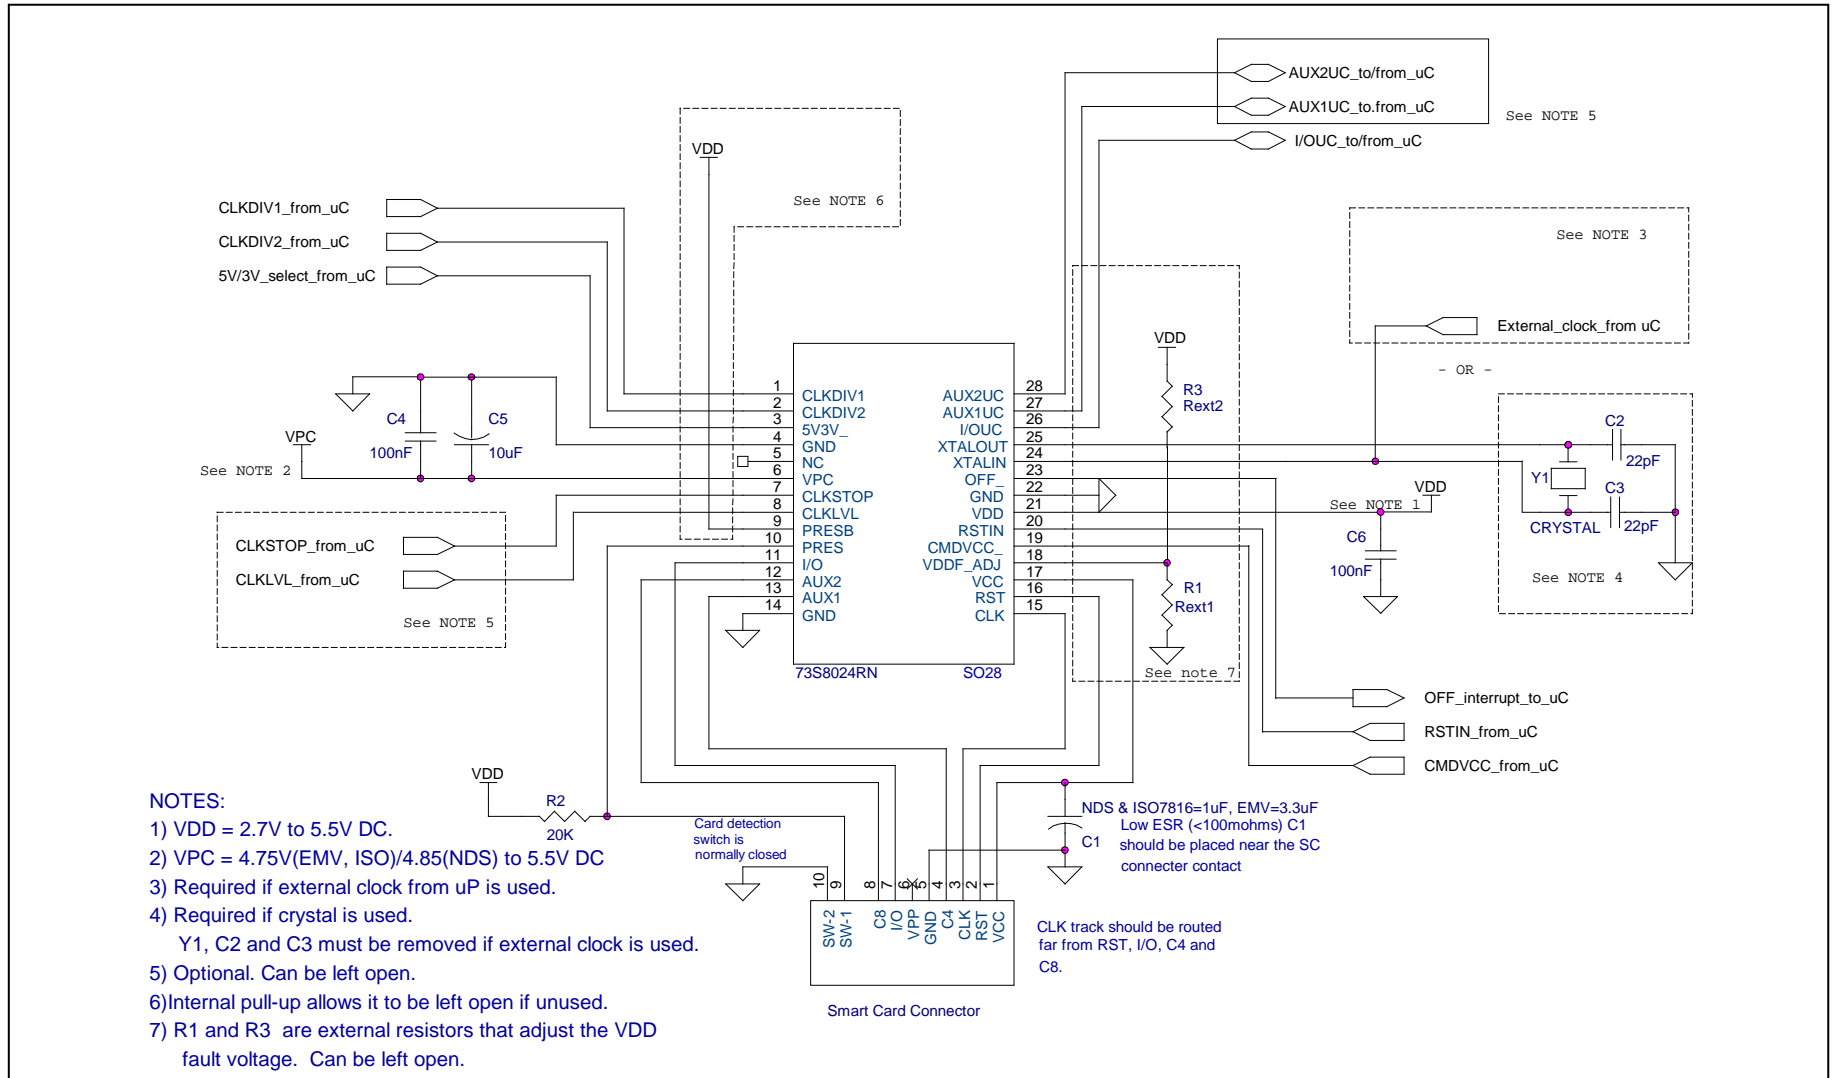 AUX2UC_to/from_uC
AUX1UC_to.from_uC
See NOTE 5
I/OUC_to/from_uC
VDD
See NOTE 6
CLKDIV1_from_uC
CLKDIV2_from_uC
5V/3V_select_from_uC
See NOTE 3
External_clock_from uC
- OR -
VDD
R3
Rext2
1
2
3
4
5
6
7
8
9
10
11
12
13
14
CLKDIV1
CLKDIV2
5V3V_
GND
NC
VPC
CLKSTOP
CLKLVL
PRESB
PRES
I/O
AUX2
AUX1
GND
AUX2UC
AUX1UC
I/OUC
XTALOUT
XTALIN
OFF_
GND
VDD
RSTIN
CMDVCC_
VDDF_ADJ
VCC
RST
CLK
28
27
26
25
24
23
22
21
20
19
18
17
16
15
73S8024RN
SO28
C4
100nF
C5
10uF
VPC
See NOTE 2
CLKSTOP_from_uC
CLKLVL_from_uC
See NOTE 5
C2
22pF
Y1
C3
22pF
CRYSTAL
See NOTE 4
See NOTE 1
VDD
C6
100nF
R1
Rext1
See note 7
OFF_interrupt_to_uC
RSTIN_from_uC
CMDVCC_from_uC
VDD
R2
20K
Card detection
switch is
normally closed
NDS & ISO7816=1uF, EMV=3.3uF
Low ESR (<100mohms) C1
should be placed near the SC
connecter contact
C1
10
9
8
7
6
5
4
3
2
1
SW-2
SW-1
C8
I/O
VPP
GND
C4
CLK
RST
VCC
CLK track should be routed
far from RST, I/O, C4 and
C8.
Smart Card Connector
NOTES:
1) VDD = 2.7V to 5.5V DC.
2) VPC = 4.75V(EMV, ISO)/4.85(NDS) to 5.5V DC
3) Required if external clock from uP is used.
4) Required if crystal is used.
Y1, C2 and C3 must be removed if external clock is used.
5) Optional. Can be left open.
6)Internal pull-up allows it to be left open if unused.
7) R1 and R3 are external resistors that adjust the VDD
fault voltage. Can be left open.